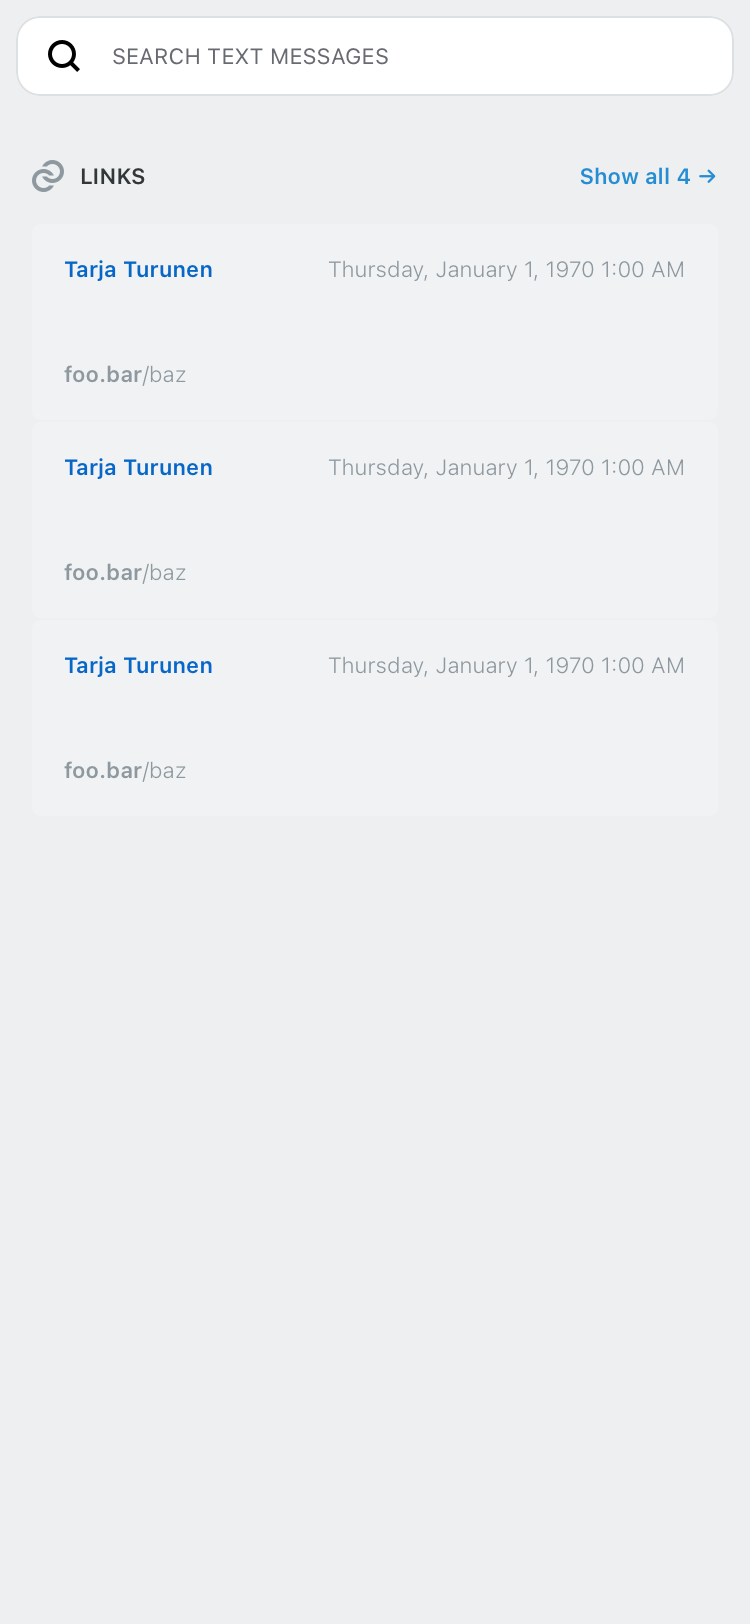 SEARCH TEXT MESSAGES
LINKS Show all 4 →
Tarja Turunen Thursday, January 1, 1970 1:00 AM
foo.bar/baz
Tarja Turunen Thursday, January 1, 1970 1:00 AM
foo.bar/baz
Tarja Turunen Thursday, January 1, 1970 1:00 AM
foo.bar/baz